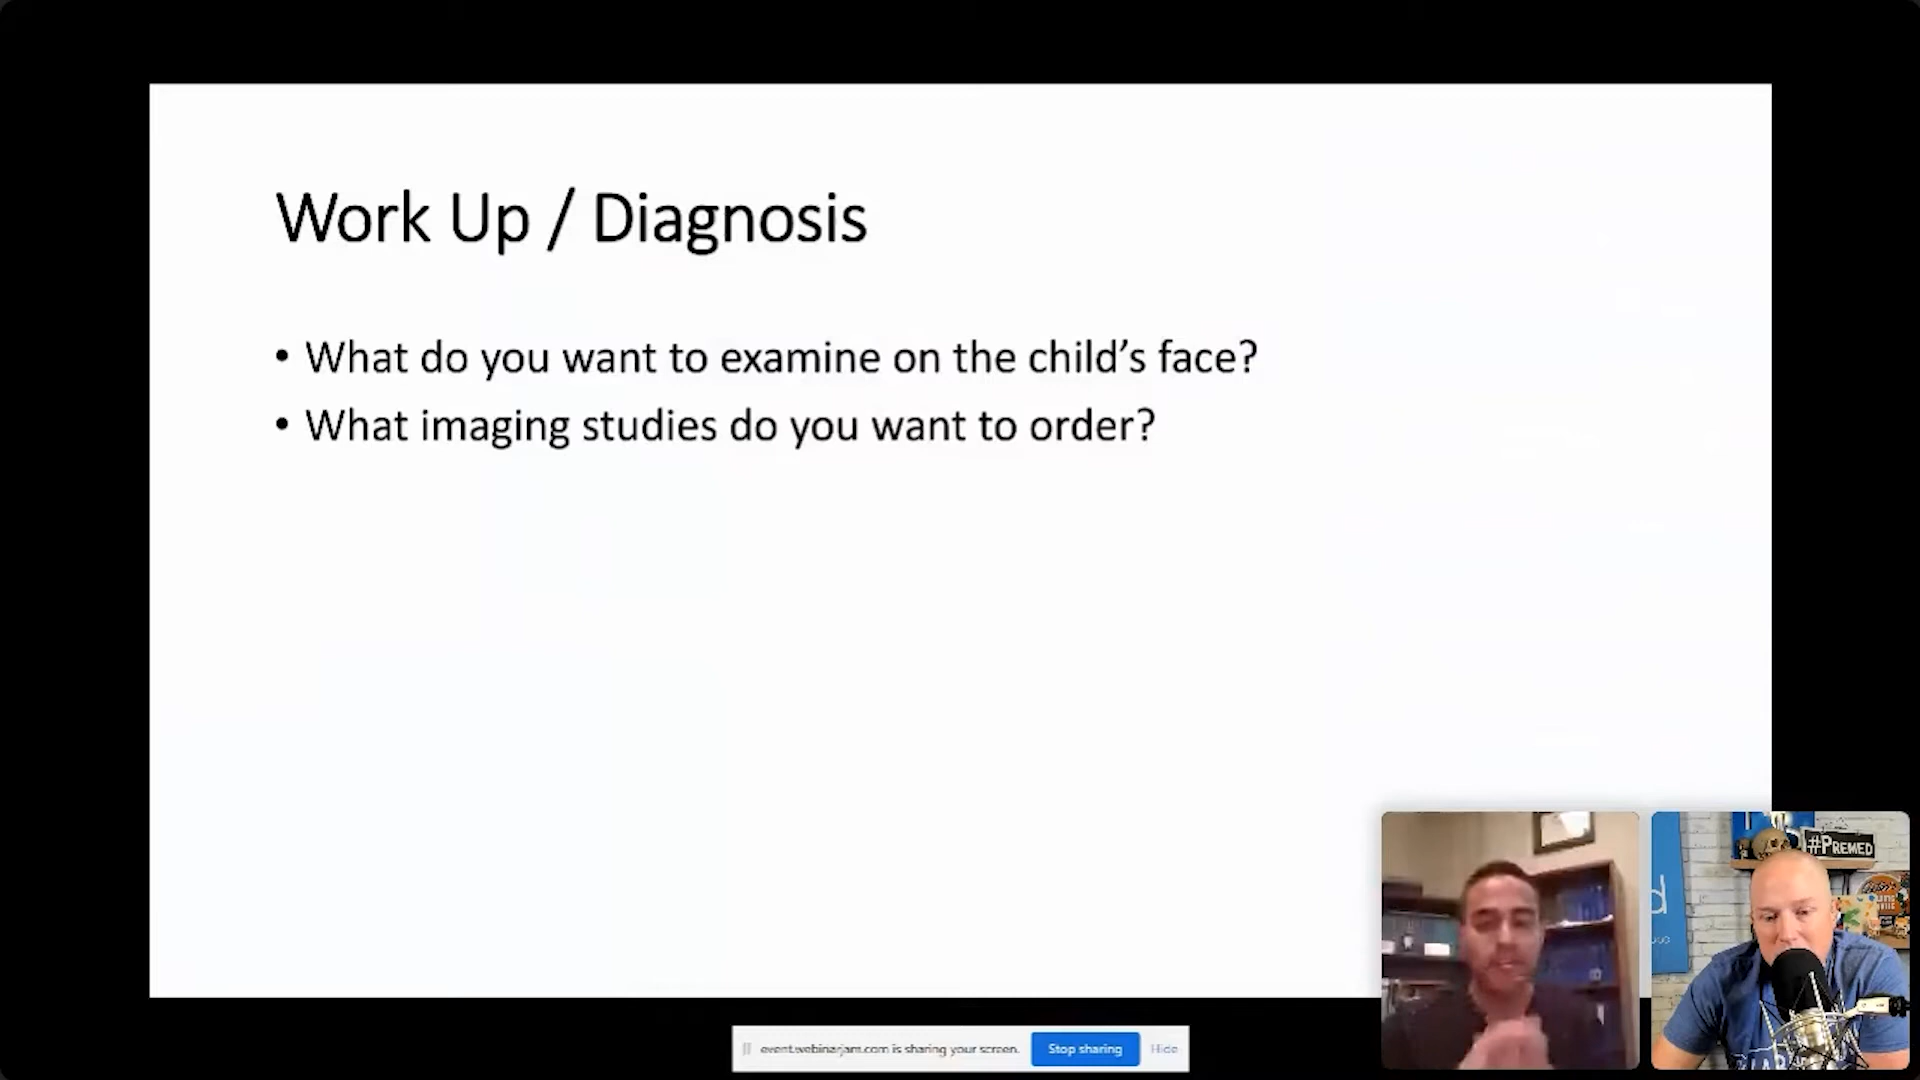 Work Up / Diagnosis
• What do you want to examine on the child’s face?
• What imaging studies do you want to order?
#PREMED
d
event.webinarjam.com is sharing your screen.
Stop sharing
Hide